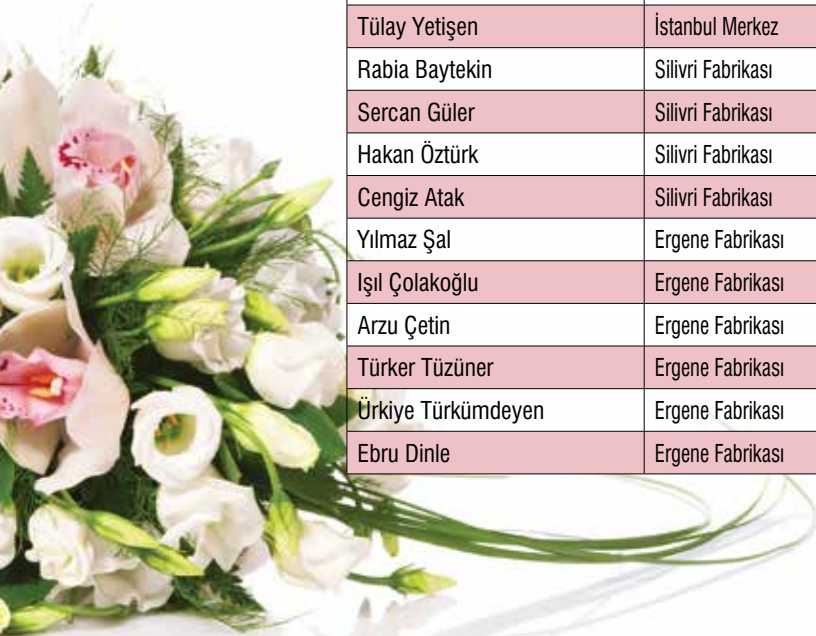 Tülay Yetişen İstanbul Merkez
Rabia Baytekin Silivri Fabrikası
Sercan Güler Silivri Fabrikası
Hakan Öztürk Silivri Fabrikası
Cengiz Atak Silivri Fabrikası
Yılmaz Şal Ergene Fabrikası
Işıl Çolakoğlu Ergene Fabrikası
Arzu Çetin Ergene Fabrikası
Türker Tüzüner Ergene Fabrikası
Ürkiye Türkümdeyen Ergene Fabrikası
Ebru Dinle Ergene Fabrikası